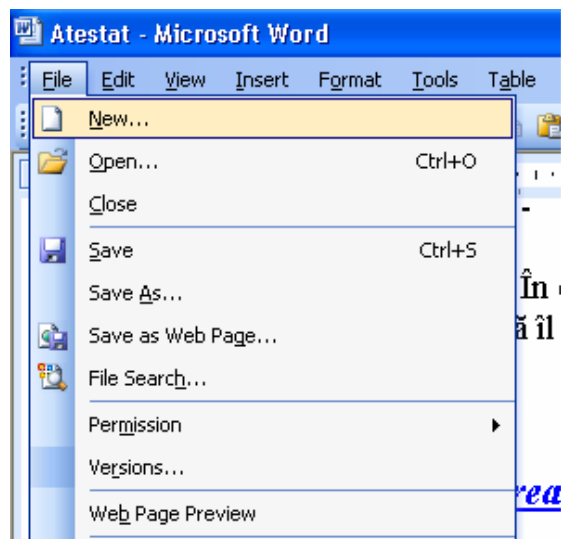 Atestat - Microsoft Word
File Edit View Insert Format Tools Table
New...
Open... Ctrl+O
Close
Save Ctrl+S
Save As...
Save as Web Page...
File Search...
Permission
Versions...
Web Page Preview
-
În
ă îl
rea